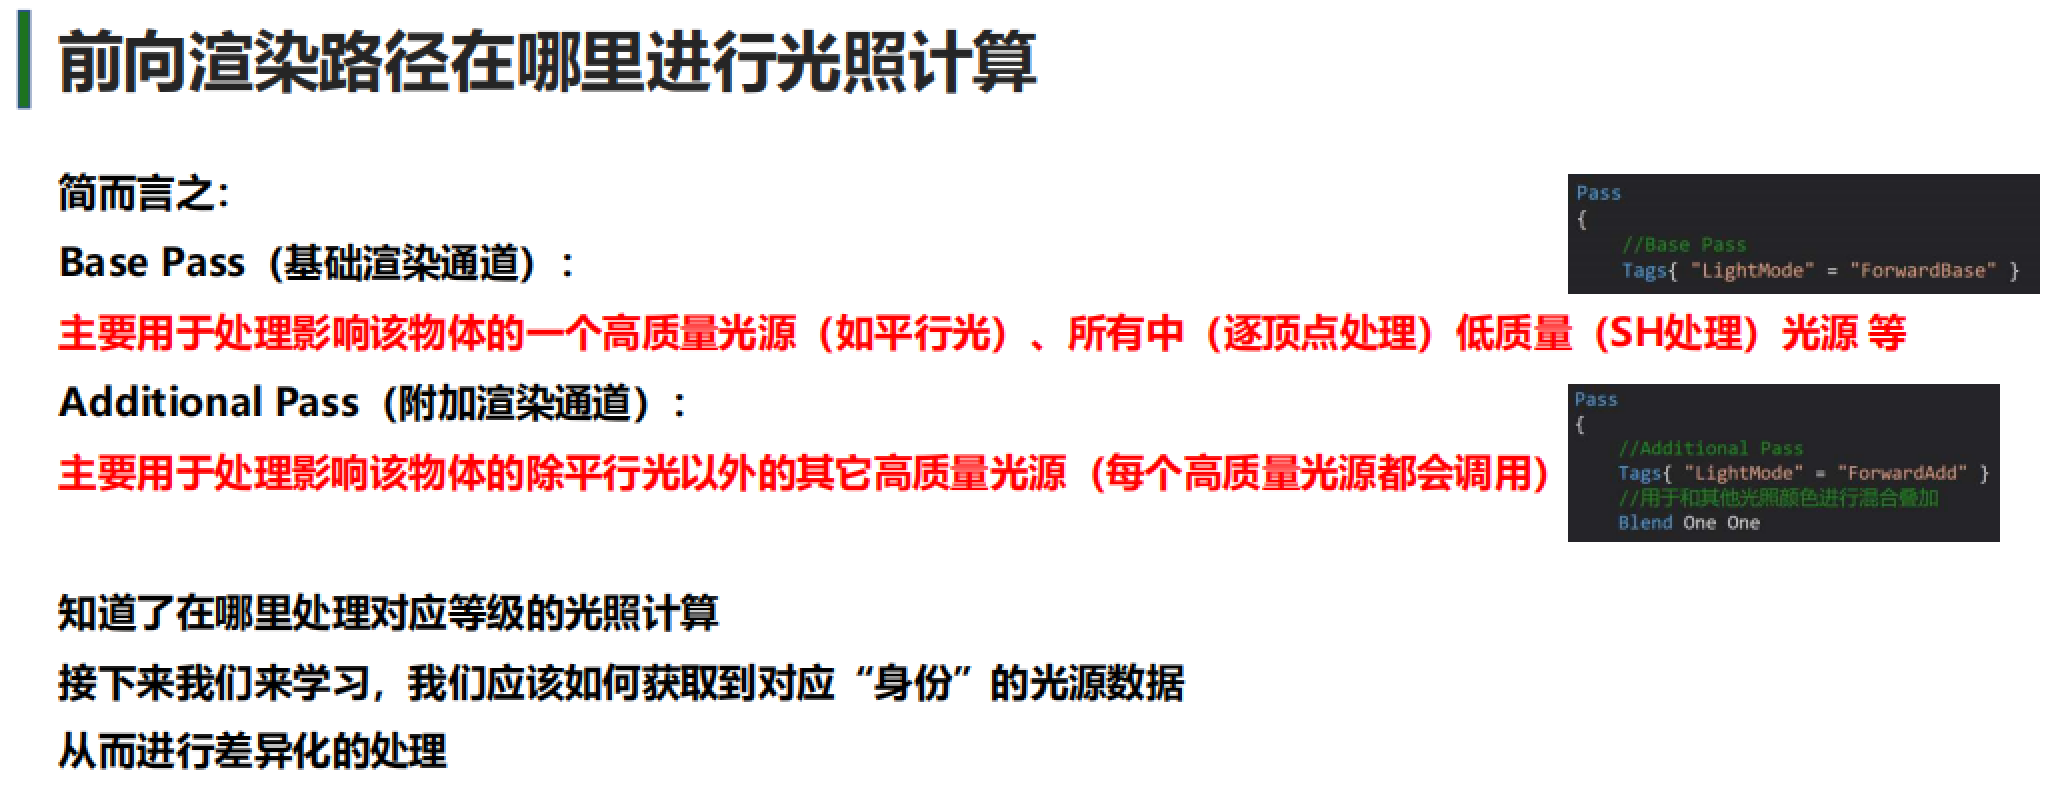 前向渲染路径在哪里进行光照计算
简而言之：
Base Pass（基础渲染通道）：
主要用于处理影响该物体的一个高质量光源（如平行光）、所有中（逐顶点处理）低质量（SH处理）光源 等
Additional Pass（附加渲染通道）：
主要用于处理影响该物体的除平行光以外的其它高质量光源（每个高质量光源都会调用）
知道了在哪里处理对应等级的光照计算
接下来我们来学习，我们应该如何获取到对应“身份”的光源数据
从而进行差异化的处理
Pass
{
//Base Pass
Tags{ "LightMode" = "ForwardBase" }
Pass
{
//Additional Pass
Tags{ "LightMode" = "ForwardAdd" }
//用于和其他光照颜色进行混合叠加
Blend One One